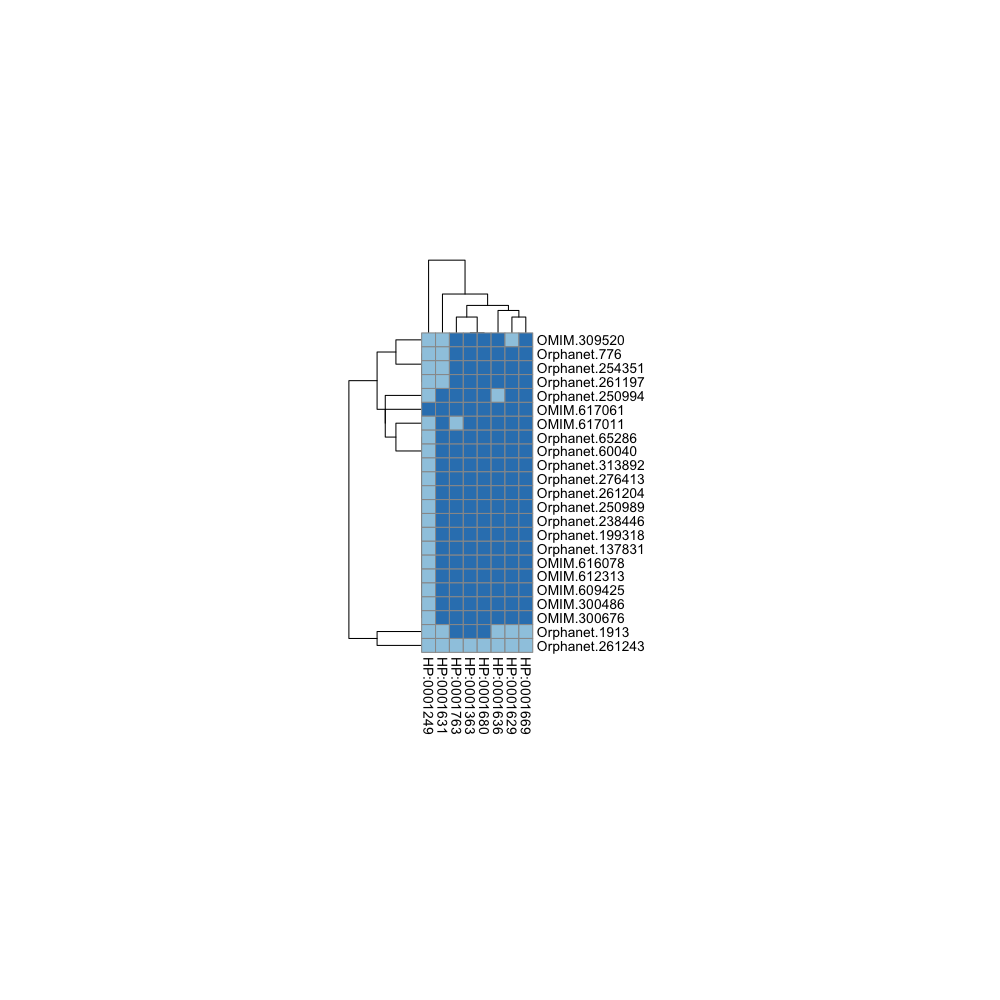 OMIM.309520
Orphanet.776
Orphanet.254351
Orphanet.261197
Orphanet.250994
OMIM.617061
OMIM.617011
Orphanet.65286
Orphanet.60040
Orphanet.313892
Orphanet.276413
Orphanet.261204
Orphanet.250989
Orphanet.238446
Orphanet.199318
Orphanet.137831
OMIM.616078
OMIM.612313
OMIM.609425
OMIM.300486
OMIM.300676
Orphanet.1913
Orphanet.261243
HP:0001249
HP:0001631
HP:0001763
HP:0001363
HP:0001680
HP:0001636
HP:0001629
HP:0001669